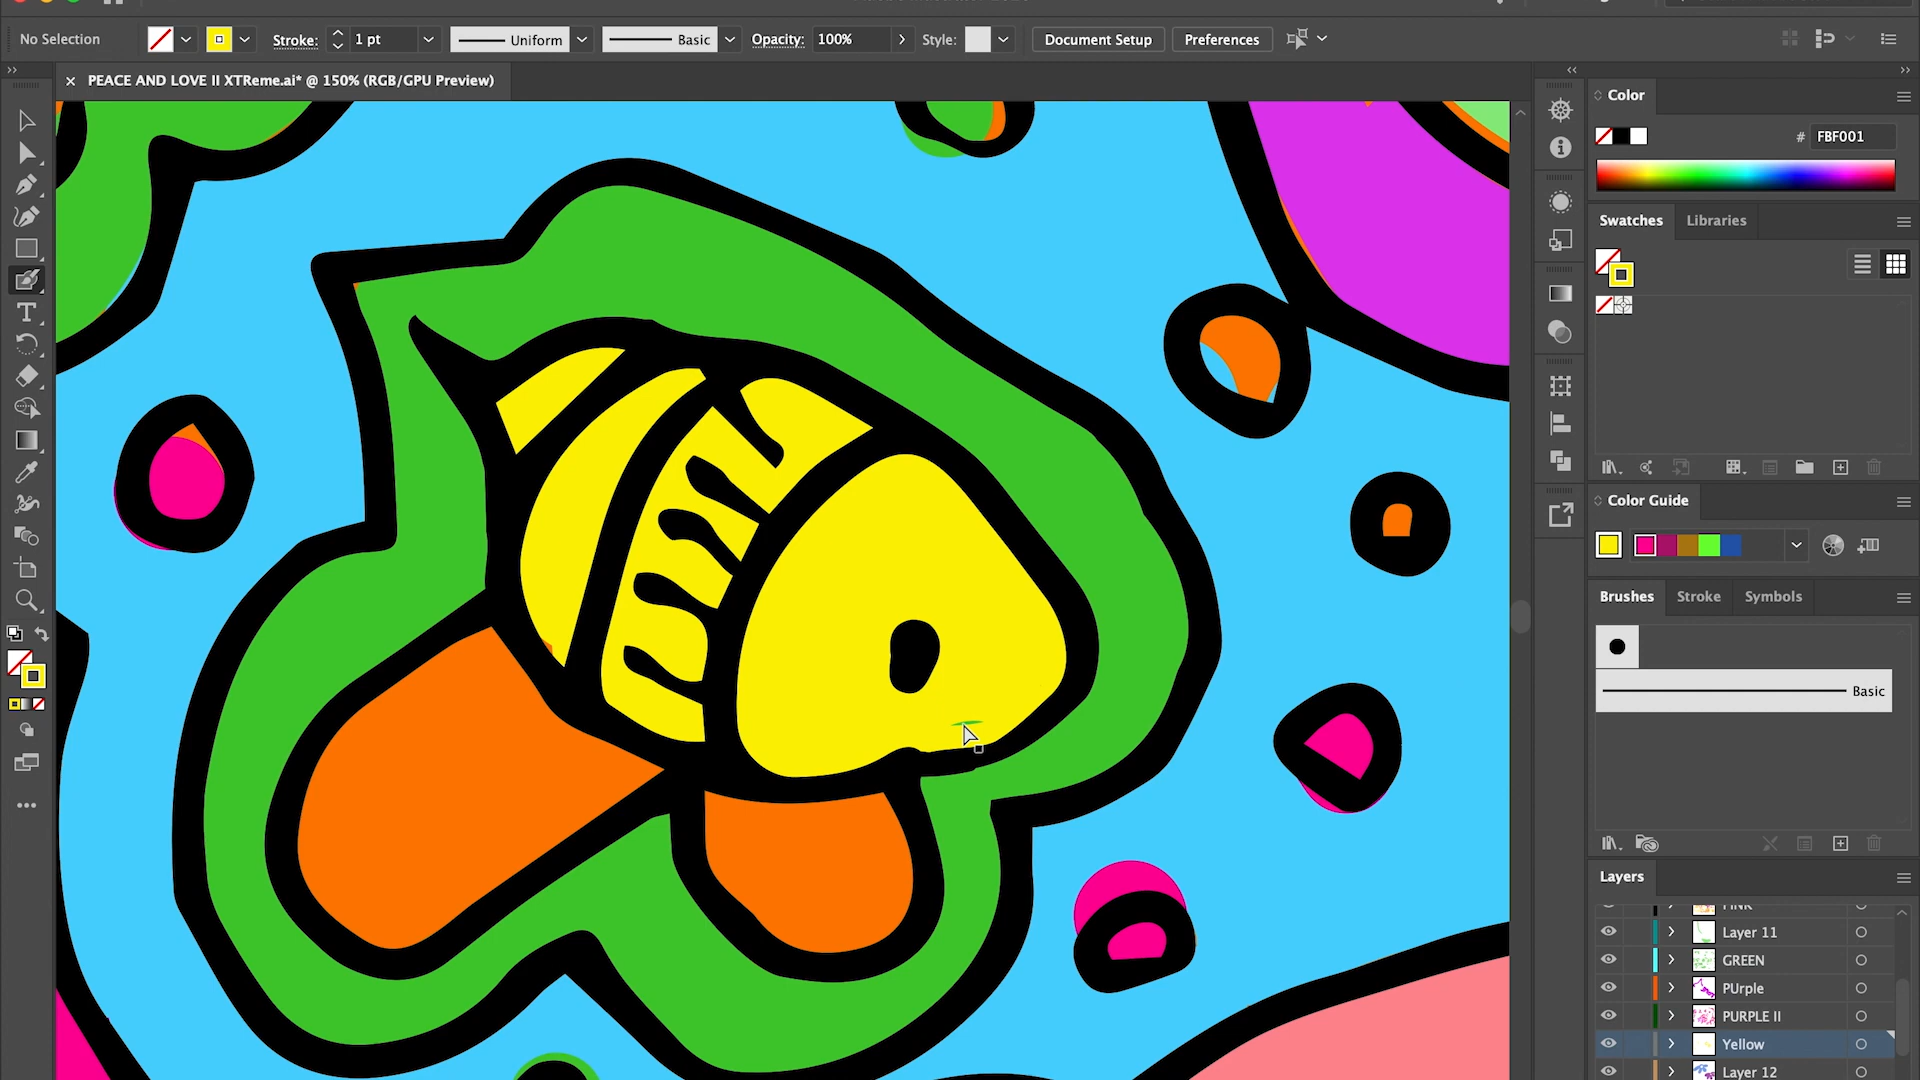 No Selection
Stroke:
1 pt
Uniform
Basic
Opacity:
100%
Style:
Document Setup
Preferences
× PEACE AND LOVE II XTReme.ai* @ 150% (RGB/GPU Preview)
Color
# FBF001
Swatches
Libraries
Color Guide
Brushes
Stroke
Symbols
Basic
Layers
PINK
Layer 11
GREEN
PUrple
PURPLE II
Yellow
Layer 12